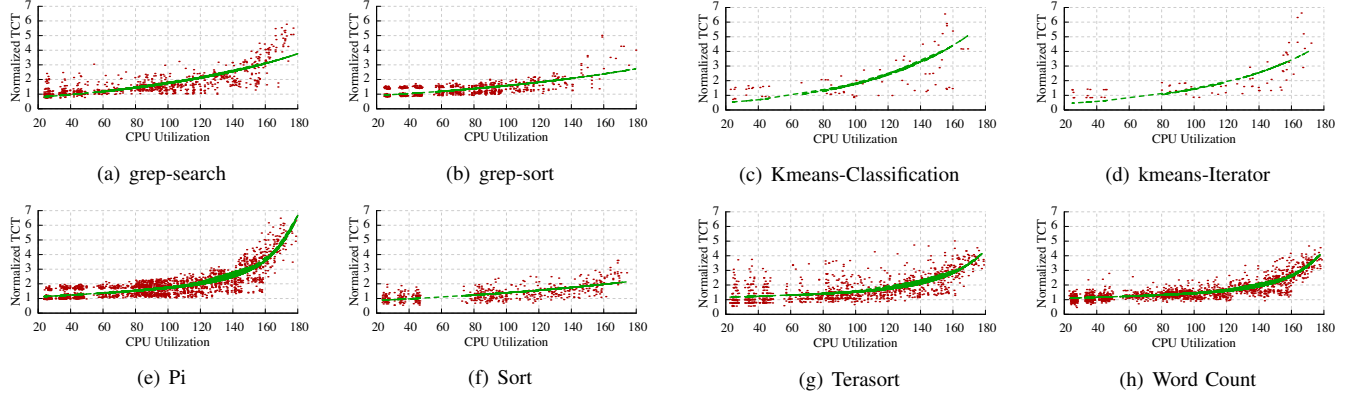 Normalized TCT
7
6
5
4
3
2
1
0
20 40 60 80 100 120 140 160 180
CPU Utilization
(a) grep-search
Normalized TCT
7
6
5
4
3
2
1
0
20 40 60 80 100 120 140 160 180
CPU Utilization
(b) grep-sort
Normalized TCT
7
6
5
4
3
2
1
0
20 40 60 80 100 120 140 160 180
CPU Utilization
(c) Kmeans-Classification
Normalized TCT
7
6
5
4
3
2
1
0
20 40 60 80 100 120 140 160 180
CPU Utilization
(d) kmeans-Iterator
Normalized TCT
7
6
5
4
3
2
1
0
20 40 60 80 100 120 140 160 180
CPU Utilization
(e) Pi
Normalized TCT
7
6
5
4
3
2
1
0
20 40 60 80 100 120 140 160 180
CPU Utilization
(f) Sort
Normalized TCT
7
6
5
4
3
2
1
0
20 40 60 80 100 120 140 160 180
CPU Utilization
(g) Terasort
Normalized TCT
7
6
5
4
3
2
1
0
20 40 60 80 100 120 140 160 180
CPU Utilization
(h) Word Count